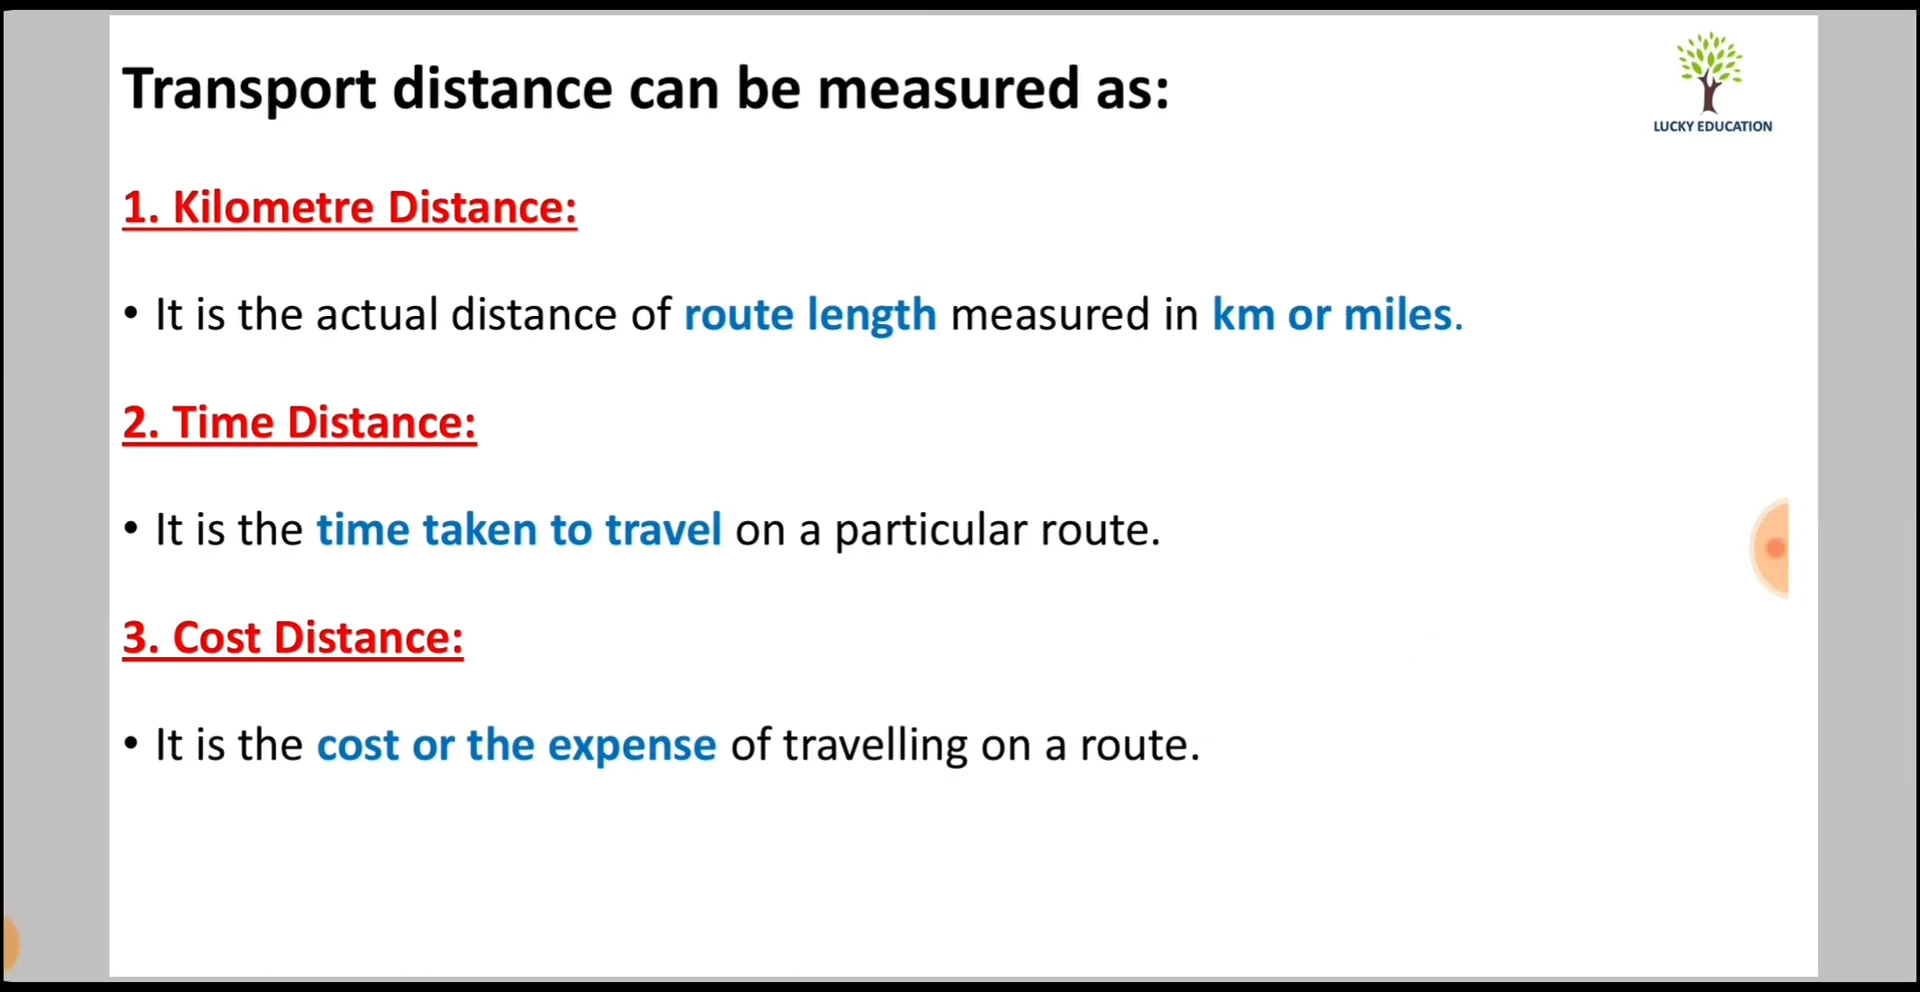 Transport distance can be measured as:
LUCKY EDUCATION
1. Kilometre Distance:
• It is the actual distance of route length measured in km or miles.
2. Time Distance:
• It is the time taken to travel on a particular route.
3. Cost Distance:
• It is the cost or the expense of travelling on a route.